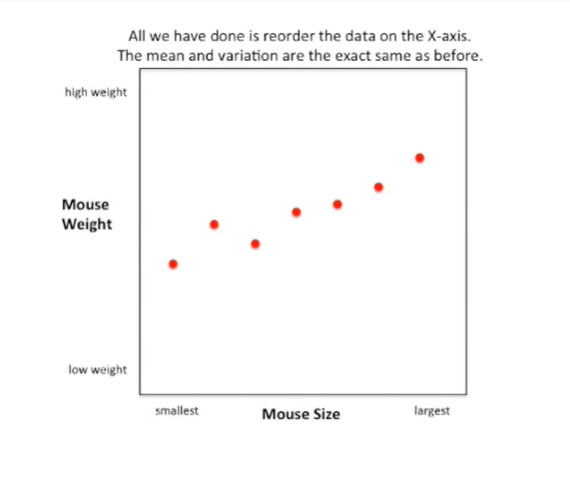 All we have done is reorder the data on the X-axis.
The mean and variation are the exact same as before.
high weight
Mouse
Weight
low weight
smallest
Mouse Size
largest